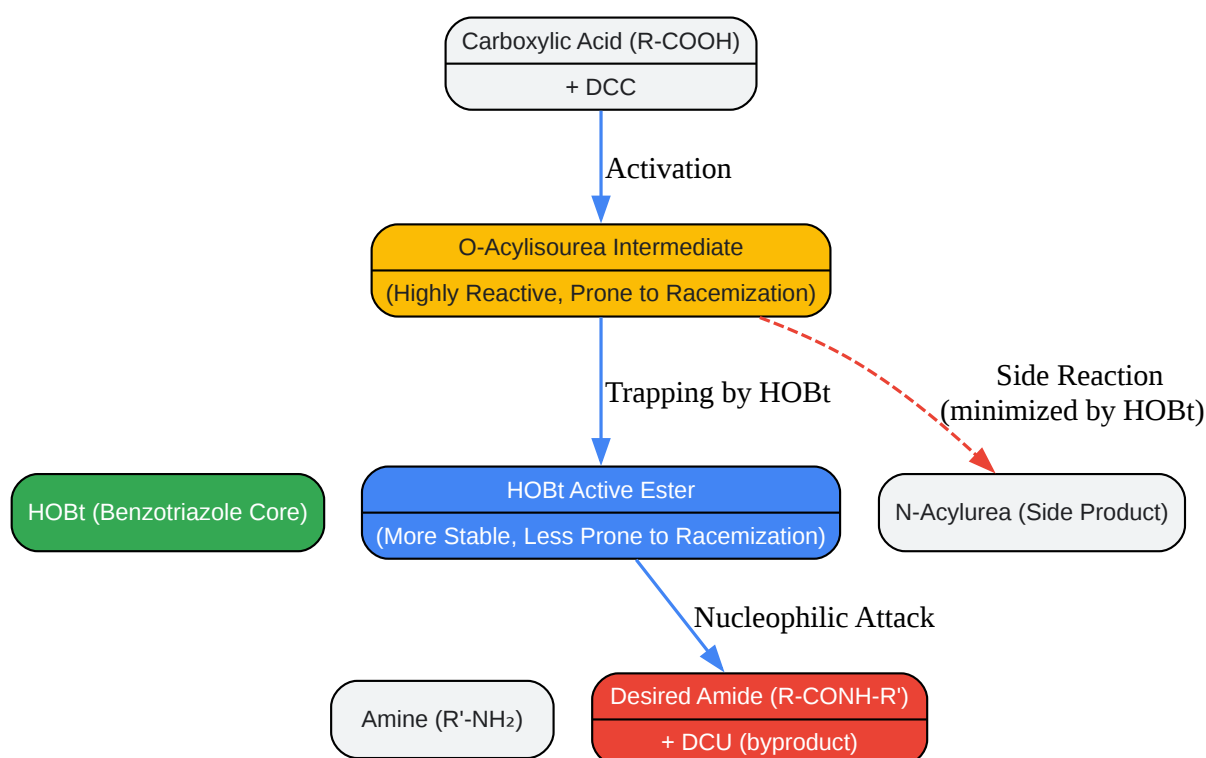 Carboxylic Acid (R-COOH)
+ DCC
Activation
O-Acylisourea Intermediate
(Highly Reactive, Prone to Racemization)
Trapping by HOBt
Side Reaction
(minimized by HOBt)
HOBt (Benzotriazole Core)
HOBt Active Ester
(More Stable, Less Prone to Racemization)
N-Acylurea (Side Product)
Nucleophilic Attack
Amine (R'-NH₂)
Desired Amide (R-CONH-R')
+ DCU (byproduct)